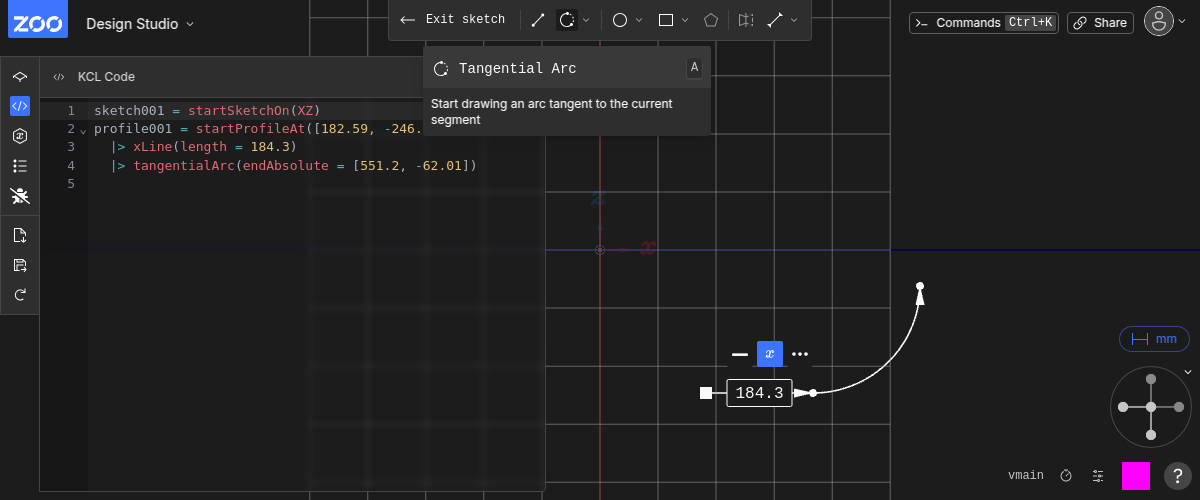 ZOO
Design Studio
Exit sketch
Commands Ctrl+K
Share
Tangential Arc
A
Start drawing an arc tangent to the current
segment
KCL Code
1 sketch001 = startSketchOn(XZ)
2 profile001 = startProfileAt([182.59, -246.
3 |> xLine(length = 184.3)
4 |> tangentialArc(endAbsolute = [551.2, -62.01])
5
z
x
x
184.3
mm
vmain
?